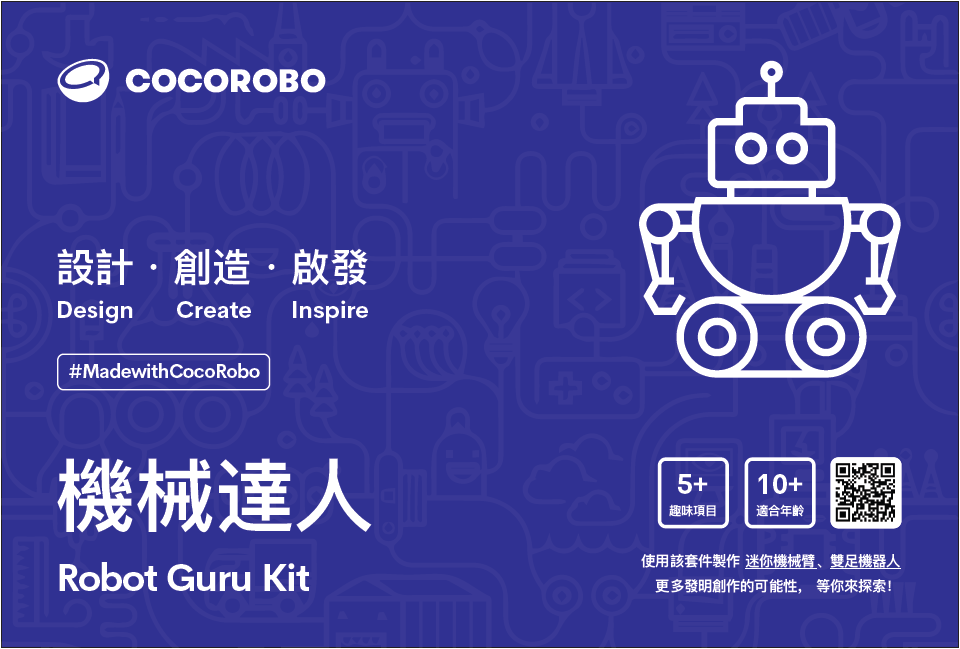 COCOROBO
設計 · 創造 · 啟發
Design Create Inspire
#MadewithCocoRobo
機械達人
Robot Guru Kit
5+
趣味項目
10+
適合年齡
使用該套件製作 迷你機械臂、雙足機器人
更多發明創作的可能性， 等你來探索！